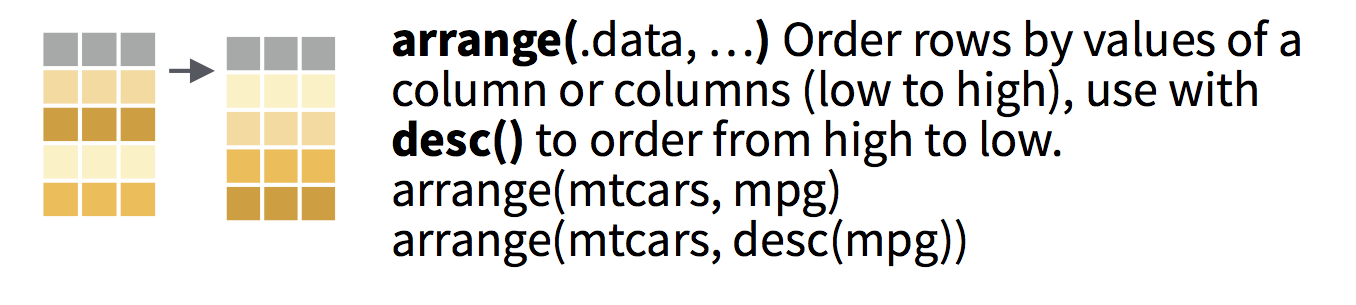 arrange(.data, …) Order rows by values of a
column or columns (low to high), use with
desc() to order from high to low.
arrange(mtcars, mpg)
arrange(mtcars, desc(mpg))